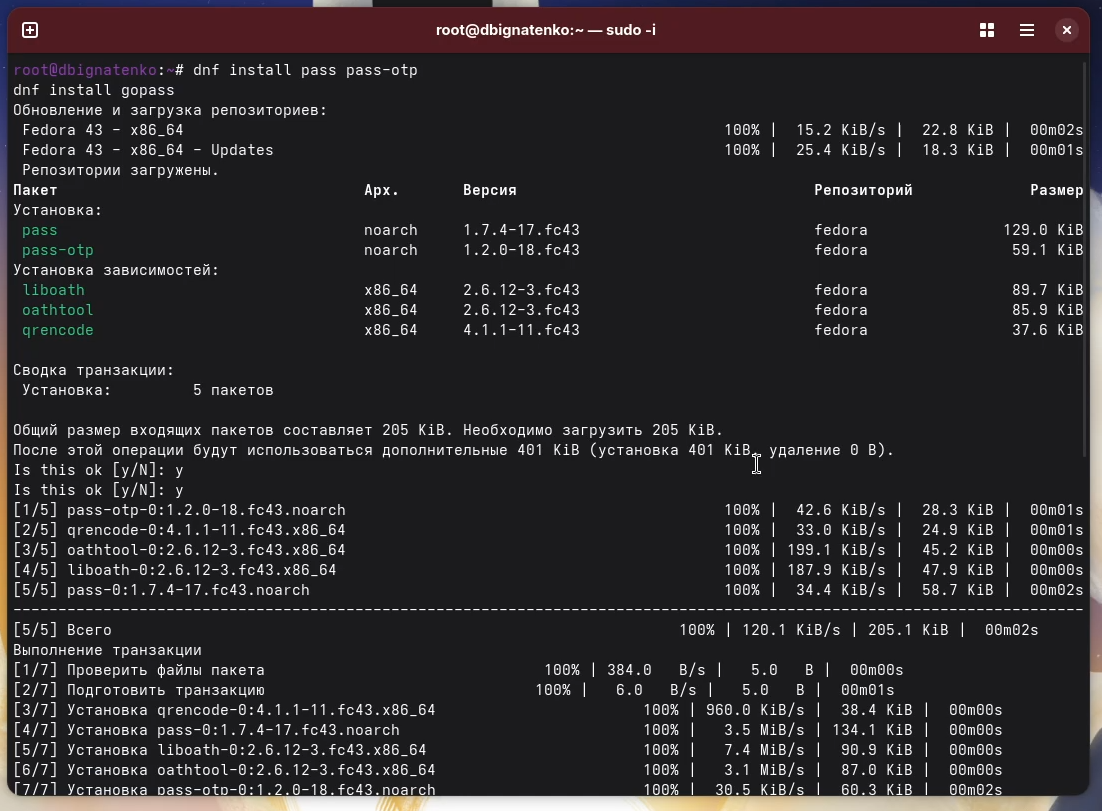 root@dbignatenko:~ — sudo -i
root@dbignatenko:~# dnf install pass pass-otp
dnf install gopass
Обновление и загрузка репозиториев:
Fedora 43 - x86_64 100% | 15.2 KiB/s | 22.8 KiB | 00m02s
Fedora 43 - x86_64 - Updates 100% | 25.4 KiB/s | 18.3 KiB | 00m01s
Репозитории загружены.
Пакет Арх. Версия Репозиторий Размер
Установка:
pass noarch 1.7.4-17.fc43 fedora 129.0 KiB
pass-otp noarch 1.2.0-18.fc43 fedora 59.1 KiB
Установка зависимостей:
liboath x86_64 2.6.12-3.fc43 fedora 89.7 KiB
oathtool x86_64 2.6.12-3.fc43 fedora 85.9 KiB
qrencode x86_64 4.1.1-11.fc43 fedora 37.6 KiB
Сводка транзакции:
Установка: 5 пакетов
Общий размер входящих пакетов составляет 205 KiB. Необходимо загрузить 205 KiB.
После этой операции будут использоваться дополнительные 401 KiB (установка 401 KiB, удаление 0 B).
Is this ok [y/N]: y
Is this ok [y/N]: y
[1/5] pass-otp-0:1.2.0-18.fc43.noarch 100% | 42.6 KiB/s | 28.3 KiB | 00m01s
[2/5] qrencode-0:4.1.1-11.fc43.x86_64 100% | 33.0 KiB/s | 24.9 KiB | 00m01s
[3/5] oathtool-0:2.6.12-3.fc43.x86_64 100% | 199.1 KiB/s | 45.2 KiB | 00m00s
[4/5] liboath-0:2.6.12-3.fc43.x86_64 100% | 187.9 KiB/s | 47.9 KiB | 00m00s
[5/5] pass-0:1.7.4-17.fc43.noarch 100% | 34.4 KiB/s | 58.7 KiB | 00m02s
-----------------------------------------------------------------------------------------------------------------------
[5/5] Всего 100% | 120.1 KiB/s | 205.1 KiB | 00m02s
Выполнение транзакции
[1/7] Проверить файлы пакета 100% | 384.0 B/s | 5.0 B | 00m00s
[2/7] Подготовить транзакцию 100% | 6.0 B/s | 5.0 B | 00m01s
[3/7] Установка qrencode-0:4.1.1-11.fc43.x86_64 100% | 960.0 KiB/s | 38.4 KiB | 00m00s
[4/7] Установка pass-0:1.7.4-17.fc43.noarch 100% | 3.5 MiB/s | 134.1 KiB | 00m00s
[5/7] Установка liboath-0:2.6.12-3.fc43.x86_64 100% | 7.4 MiB/s | 90.9 KiB | 00m00s
[6/7] Установка oathtool-0:2.6.12-3.fc43.x86_64 100% | 3.1 MiB/s | 87.0 KiB | 00m00s
[7/7] Установка pass-otp-0:1.2.0-18.fc43.noarch 100% | 30.5 KiB/s | 60.3 KiB | 00m02s